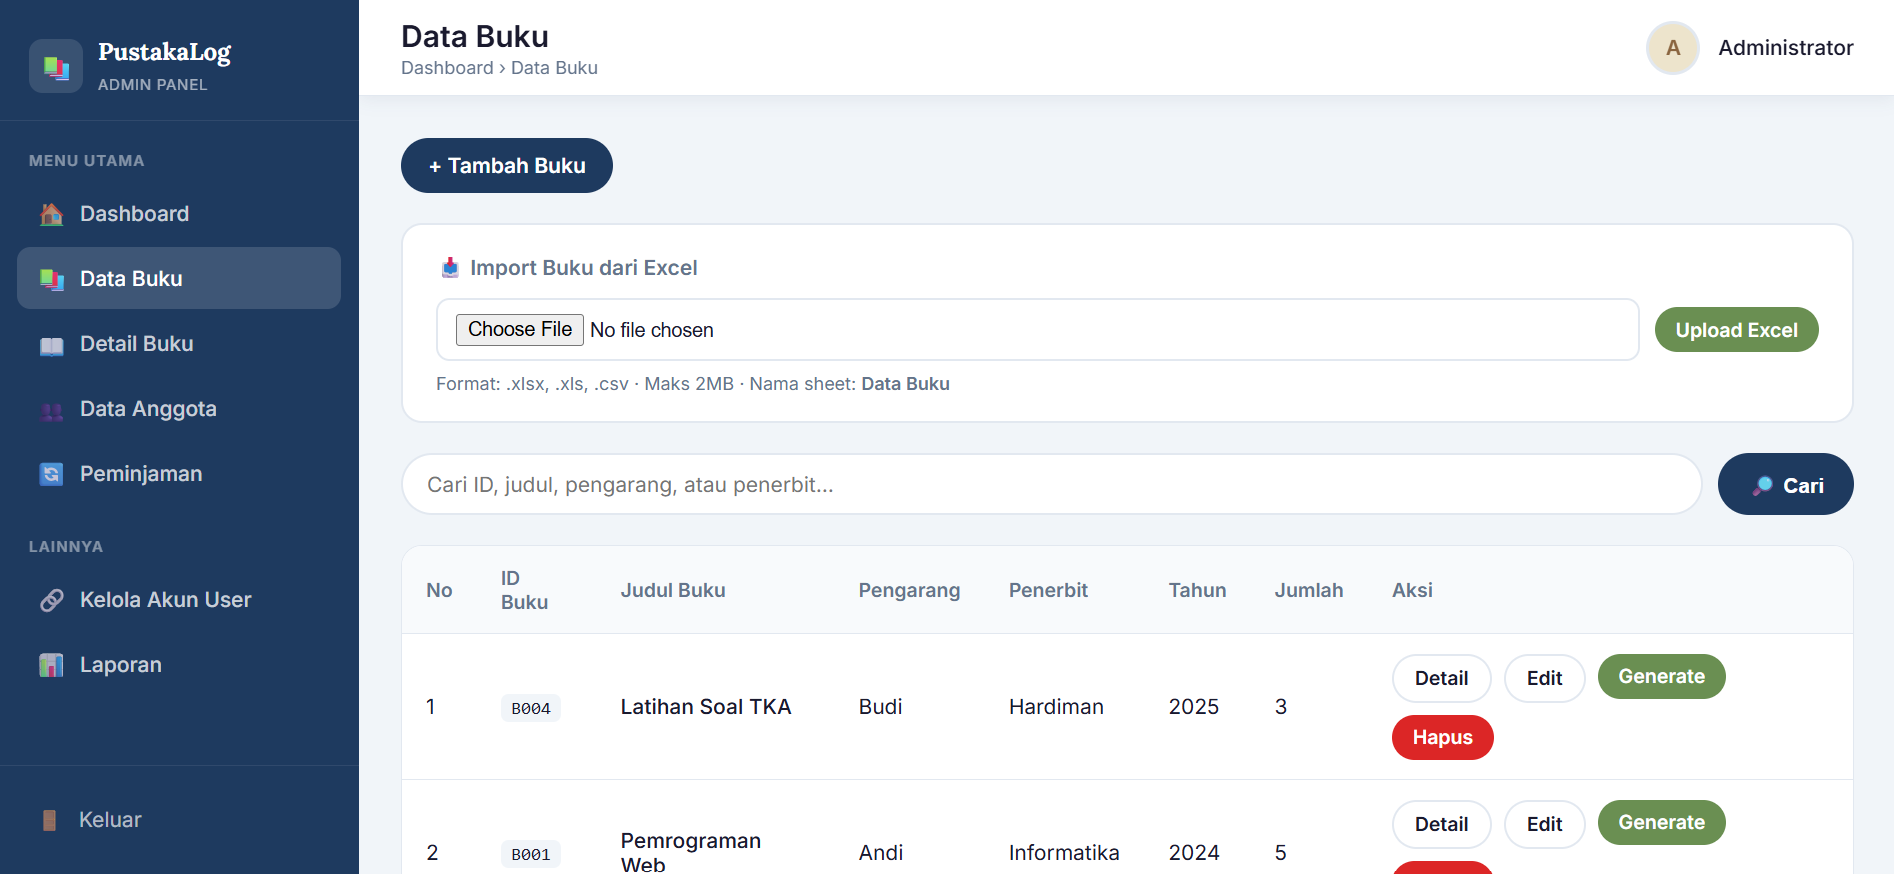 PustakaLog
ADMIN PANEL
MENU UTAMA
Dashboard
Data Buku
Detail Buku
Data Anggota
Peminjaman
LAINNYA
Kelola Akun User
Laporan
Keluar
Data Buku
Dashboard › Data Buku
A
Administrator
+ Tambah Buku
Import Buku dari Excel
Choose File No file chosen
Upload Excel
Format: .xlsx, .xls, .csv · Maks 2MB · Nama sheet: Data Buku
Cari ID, judul, pengarang, atau penerbit...
Cari
No ID Buku Judul Buku Pengarang Penerbit Tahun Jumlah Aksi
1 B004 Latihan Soal TKA Budi Hardiman 2025 3 Detail Edit Generate
Hapus
2 B001 Pemrograman Web Andi Informatika 2024 5 Detail Edit Generate